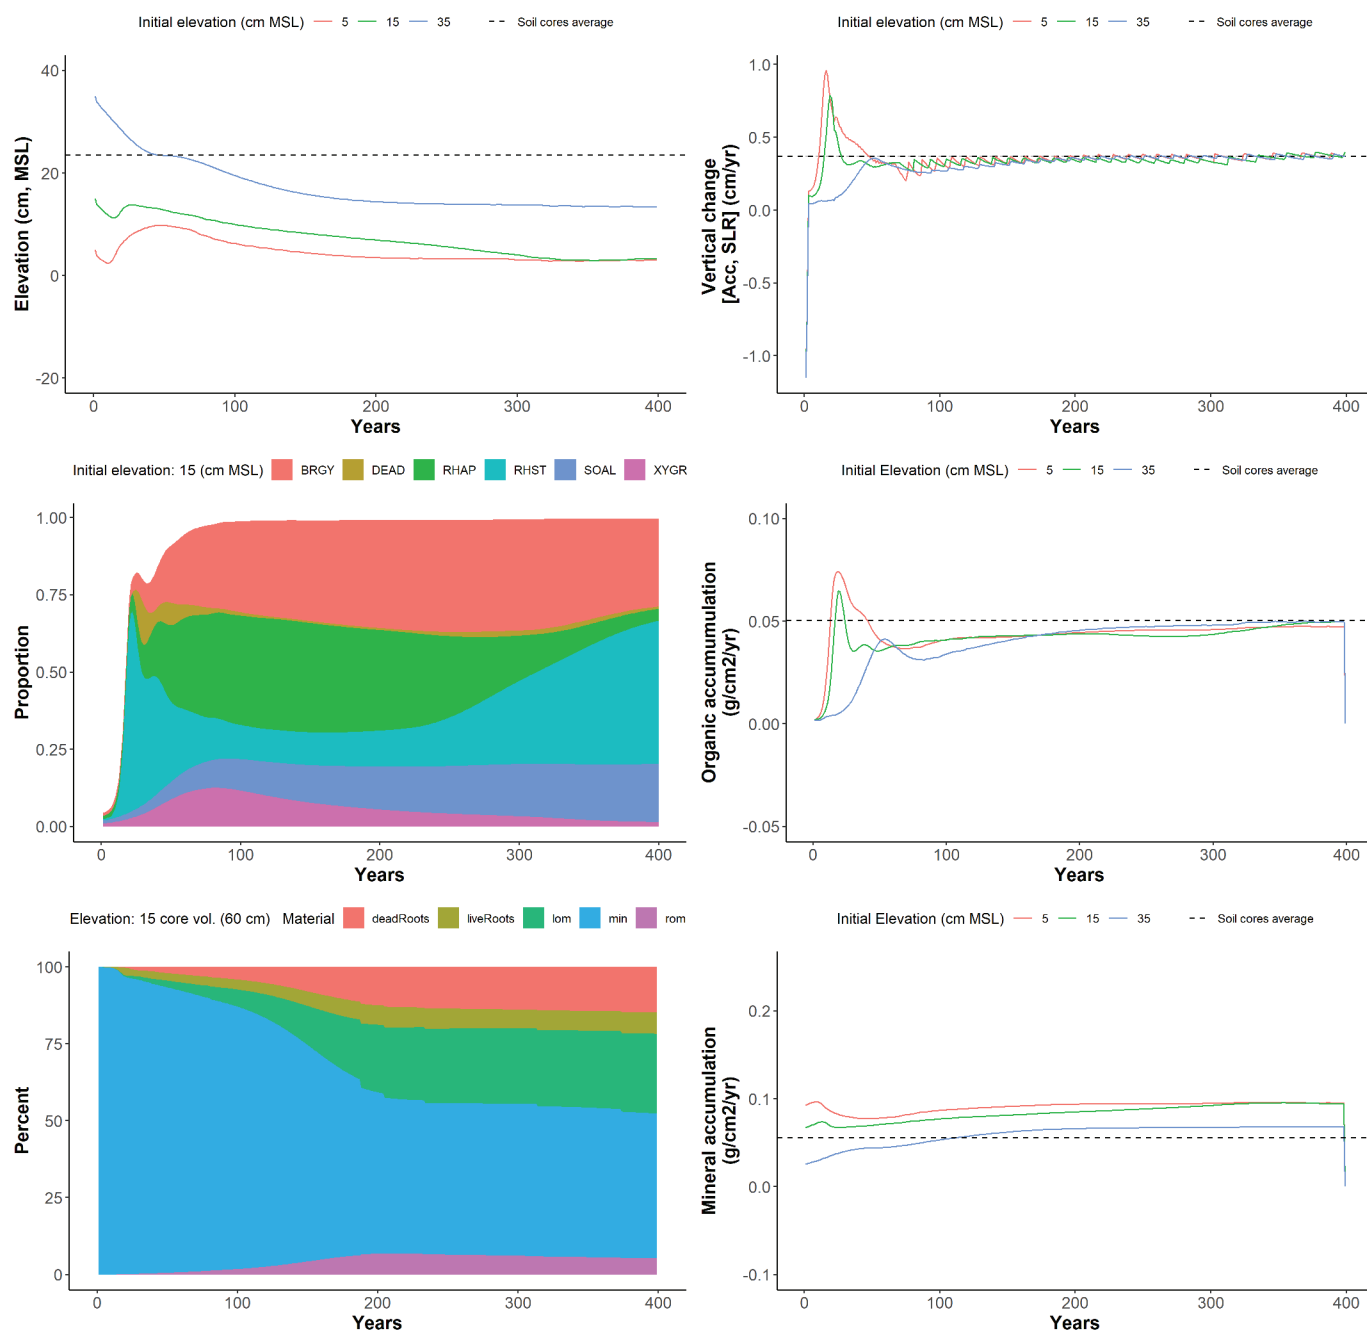 Initial elevation (cm MSL) 5 15 35 Soil cores average
40
20
0
-20
Elevation (cm, MSL)
0 100 200 300 400
Years
Initial elevation (cm MSL) 5 15 35 Soil cores average
1.0
0.5
0.0
-0.5
-1.0
Vertical change
[Acc, SLR] (cm/yr)
0 100 200 300 400
Years
Initial elevation: 15 (cm MSL) BRGY DEAD RHAP RHST SOAL XYGR
1.00
0.75
0.50
0.25
0.00
Proportion
0 100 200 300 400
Years
Initial Elevation (cm MSL) 5 15 35 Soil cores average
0.10
0.05
0.00
-0.05
Organic accumulation
(g/cm2/yr)
0 100 200 300 400
Years
Elevation: 15 core vol. (60 cm) Material deadRoots liveRoots lom min rom
100
75
50
25
0
Percent
0 100 200 300 400
Years
Initial Elevation (cm MSL) 5 15 35 Soil cores average
0.2
0.1
0.0
-0.1
Mineral accumulation
(g/cm2/yr)
0 100 200 300 400
Years